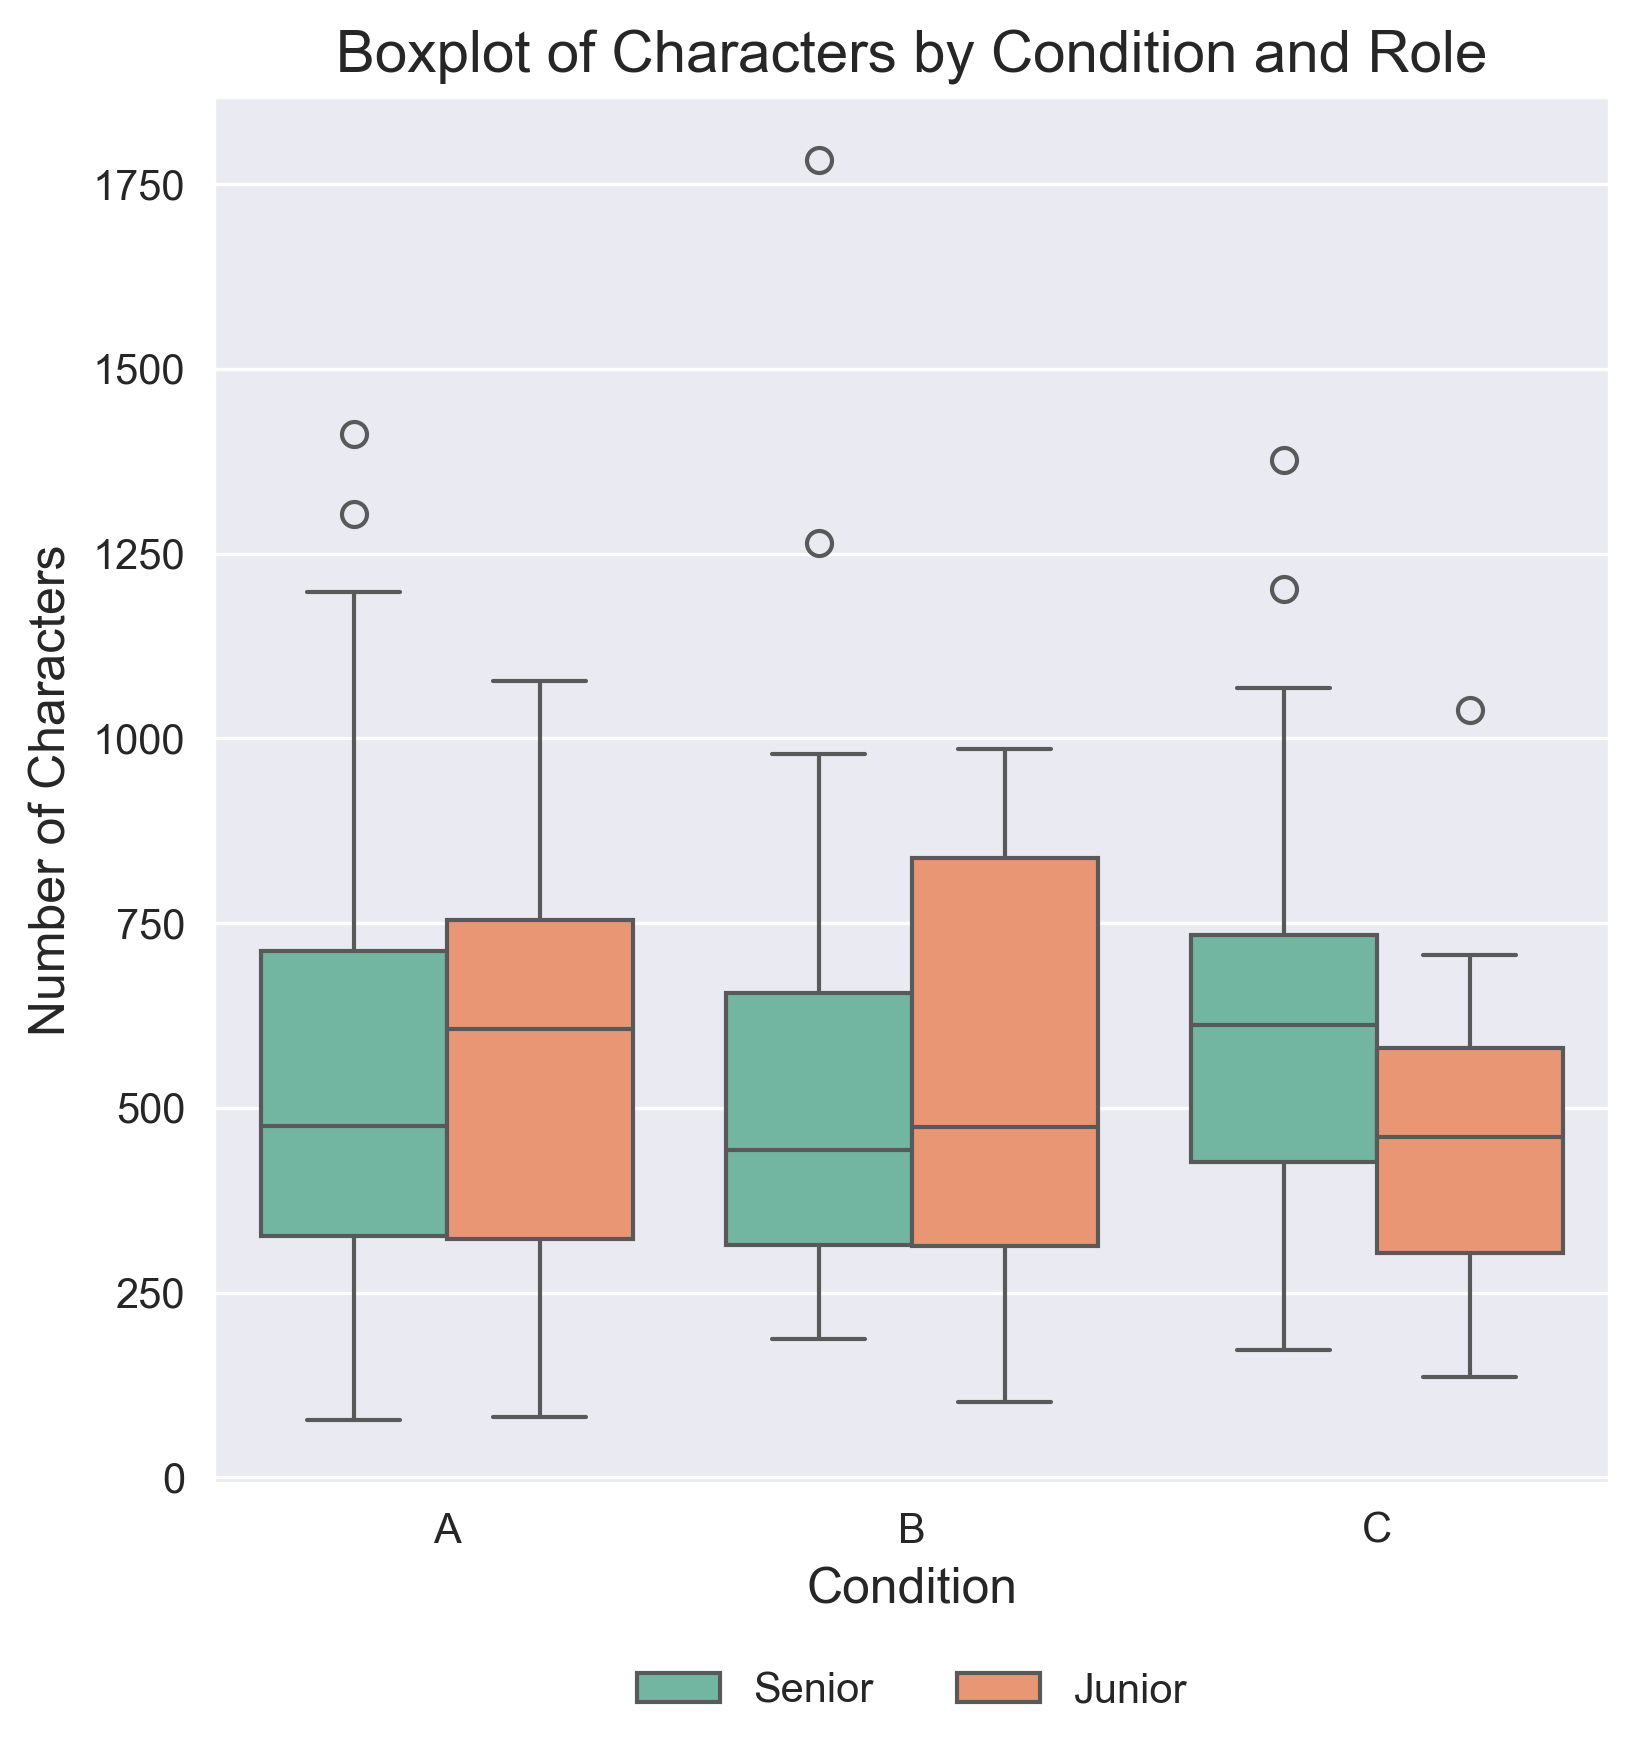 Boxplot of Characters by Condition and Role
Number of Characters
1750
1500
1250
1000
750
500
250
0
A B C
Condition
Senior Junior